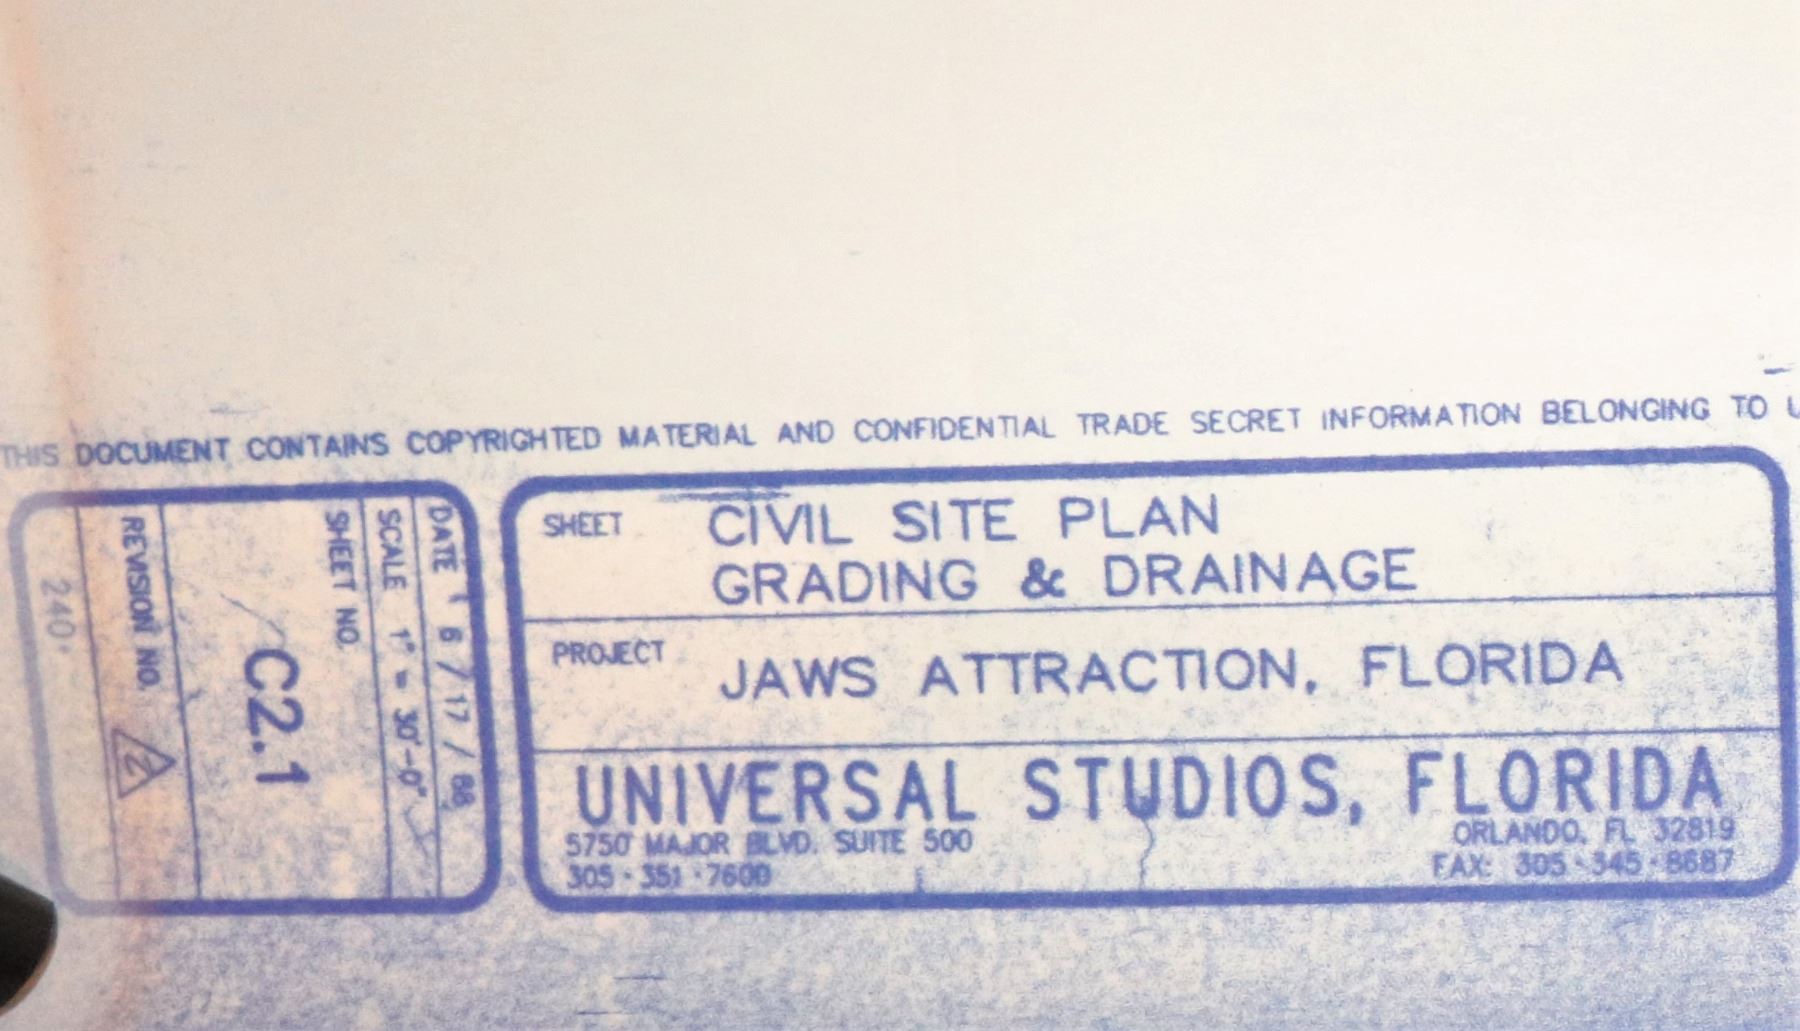 THIS DOCUMENT CONTAINS COPYRIGHTED MATERIAL AND CONFIDENTIAL TRADE SECRET INFORMATION BELONGING TO
SHEET CIVIL SITE PLAN
GRADING & DRAINAGE
PROJECT JAWS ATTRACTION, FLORIDA
UNIVERSAL STUDIOS, FLORIDA
5750 MAJOR BLVD. SUITE 500 ORLANDO, FL 32819
305·351·7600 FAX: 305·345·8687
DATE 6/17/88
SCALE 1" = 30'-0"
SHEET NO.
C2.1
REVISION NO. 2
240